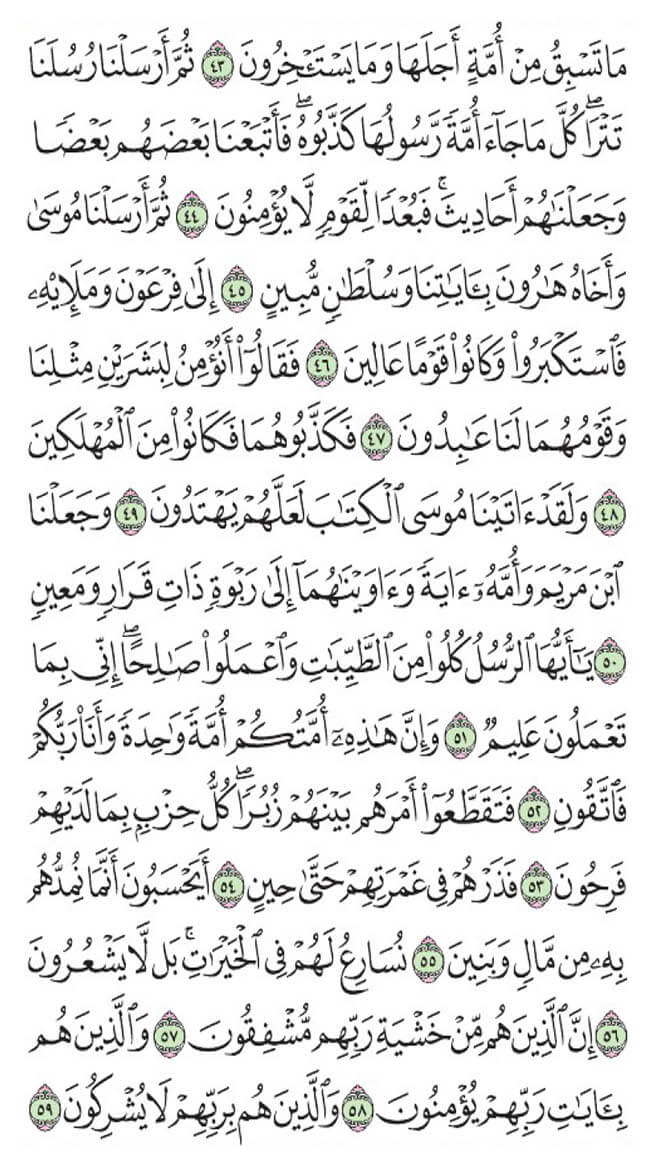 مَا تَسۡبِقُ مِنۡ أُمَّةٍ أَجَلَهَا وَمَا يَسۡتَـٔۡخِرُونَ ٤٣ ثُمَّ أَرۡسَلۡنَا رُسُلَنَا
تَتۡرَاۖ كُلَّ مَا جَآءَ أُمَّةٗ رَّسُولُهَا كَذَّبُوهُۖ فَأَتۡبَعۡنَا بَعۡضَهُم بَعۡضٗا
وَجَعَلۡنَٰهُمۡ أَحَادِيثَۚ فَبُعۡدٗا لِّقَوۡمٖ لَّا يُؤۡمِنُونَ ٤٤ ثُمَّ أَرۡسَلۡنَا مُوسَىٰ
وَأَخَاهُ هَٰرُونَ بِـَٔايَٰتِنَا وَسُلۡطَٰنٖ مُّبِينٍ ٤٥ إِلَىٰ فِرۡعَوۡنَ وَمَلَإِيْهِۦ
فَٱسۡتَكۡبَرُواْ وَكَانُواْ قَوۡمًا عَالِينَ ٤٦ فَقَالُوٓاْ أَنُؤۡمِنُ لِبَشَرَيۡنِ مِثۡلِنَا
وَقَوۡمُهُمَا لَنَا عَٰبِدُونَ ٤٧ فَكَذَّبُوهُمَا فَكَانُواْ مِنَ ٱلۡمُهۡلَكِينَ
٤٨ وَلَقَدۡ ءَاتَيۡنَا مُوسَى ٱلۡكِتَٰبَ لَعَلَّهُمۡ يَهۡتَدُونَ ٤٩ وَجَعَلۡنَا
ٱبۡنَ مَرۡيَمَ وَأُمَّهُۥٓ ءَايَةٗ وَءَاوَيۡنَٰهُمَآ إِلَىٰ رَبۡوَةٖ ذَاتِ قَرَارٖ وَمَعِينٖ
٥٠ يَٰٓأَيُّهَا ٱلرُّسُلُ كُلُواْ مِنَ ٱلطَّيِّبَٰتِ وَٱعۡمَلُواْ صَٰلِحًاۖ إِنِّي بِمَا
تَعۡمَلُونَ عَلِيمٞ ٥١ وَإِنَّ هَٰذِهِۦٓ أُمَّتُكُمۡ أُمَّةٗ وَٰحِدَةٗ وَأَنَا۠ رَبُّكُمۡ
فَٱتَّقُونِ ٥٢ فَتَقَطَّعُوٓاْ أَمۡرَهُم بَيۡنَهُمۡ زُبُرٗاۖ كُلُّ حِزۡبِۭ بِمَا لَدَيۡهِمۡ
فَرِحُونَ ٥٣ فَذَرۡهُمۡ فِي غَمۡرَتِهِمۡ حَتَّىٰ حِينٍ ٥٤ أَيَحۡسَبُونَ أَنَّمَا نُمِدُّهُم
بِهِۦ مِن مَّالٖ وَبَنِينَ ٥٥ نُسَارِعُ لَهُمۡ فِي ٱلۡخَيۡرَٰتِۚ بَل لَّا يَشۡعُرُونَ
٥٦ إِنَّ ٱلَّذِينَ هُم مِّنۡ خَشۡيَةِ رَبِّهِم مُّشۡفِقُونَ ٥٧ وَٱلَّذِينَ هُم
بِـَٔايَٰتِ رَبِّهِمۡ يُؤۡمِنُونَ ٥٨ وَٱلَّذِينَ هُم بِرَبِّهِمۡ لَا يُشۡرِكُونَ ٥٩